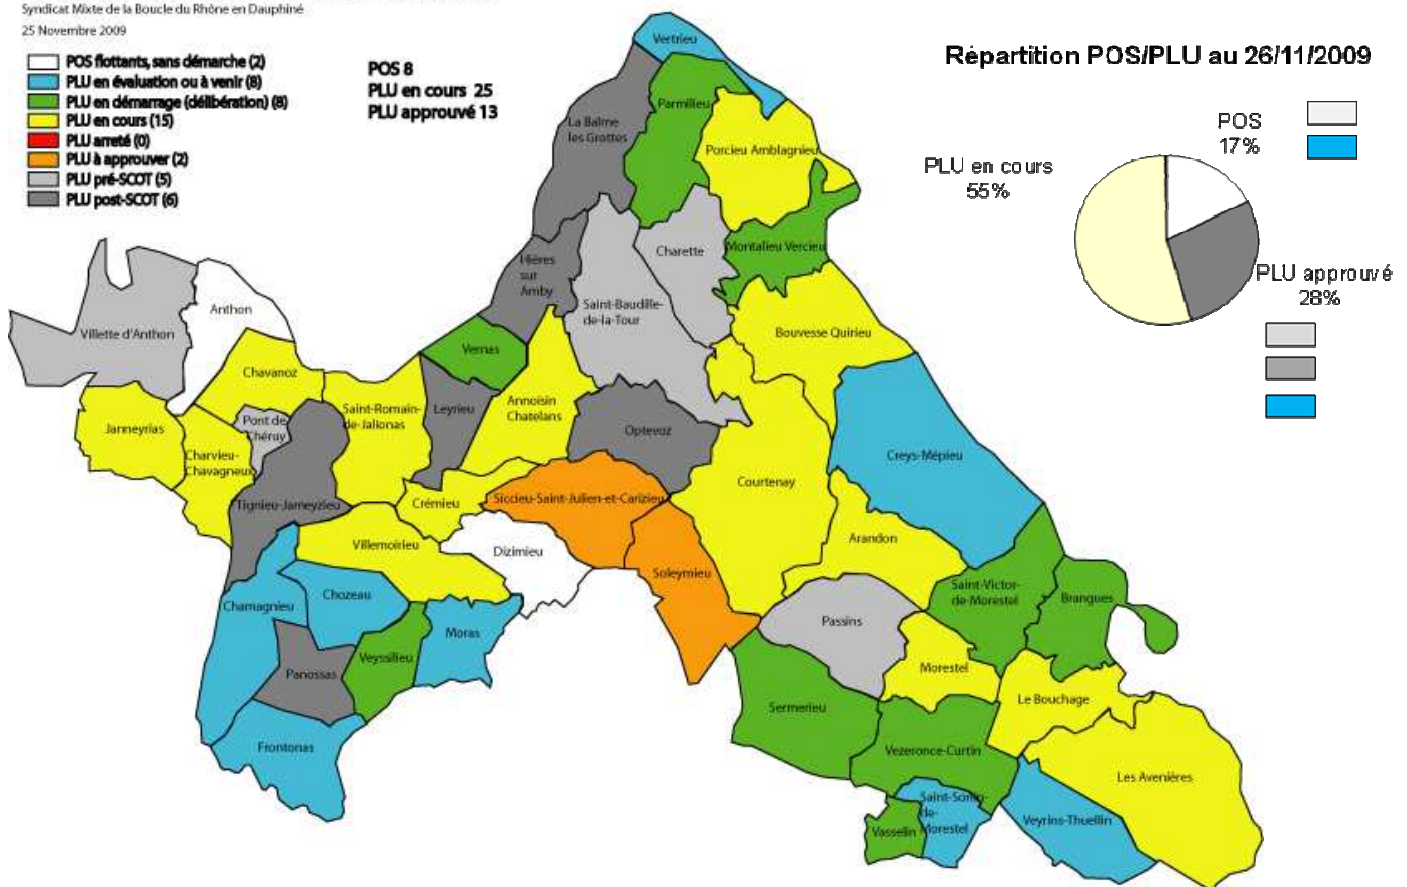 Syndicat Mixte de la Boucle du Rhône en Dauphiné
25 Novembre 2009
POS flottants, sans démarche (2)
PLU en évaluation ou à venir (8)
PLU en démarrage (délibération) (8)
PLU en cours (15)
PLU arreté (0)
PLU à approuver (2)
PLU pré-SCOT (5)
PLU post-SCOT (6)
POS 8
PLU en cours 25
PLU approuvé 13
Répartition POS/PLU au 26/11/2009
POS
17%
PLU en cours
55%
PLU approuvé
28%
Vertrieu
Parmilieu
La Balme
les Grottes
Porcieu Amblagnieu
Charette
Montalieu Vercieu
Hières
sur
Amby
Saint-Baudille-
de-la-Tour
Bouvesse Quirieu
Villette d'Anthon
Anthon
Vernas
Chavanoz
Saint-Romain-
de-Jalionas
Leyrieu
Annoisin
Chatelans
Optevoz
Janneyrias
Pont de
Chéruy
Charvieu-
Chavagneux
Creys-Mépieu
Courtenay
Tignieu-Jameyzieu
Crémieu
Siccieu-Saint-Julien-et-Carizieu
Villemoirieu
Dizimieu
Arandon
Soleymieu
Chozeau
Chamagnieu
Saint-Victor-
de-Morestel
Brangues
Passins
Moras
Veyssilieu
Panossas
Morestel
Le Bouchage
Sermerieu
Frontonas
Vezeronce-Curtin
Les Avenières
Saint-Sorlin-
de-
Morestel
Vasselin
Veyrins-Thuellin